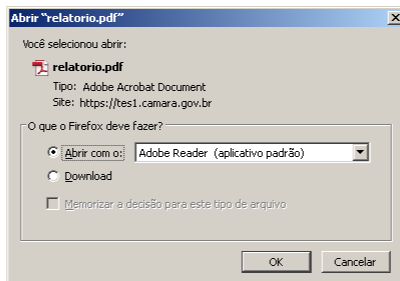 Abrir “relatorio.pdf”
Você selecionou abrir:
relatorio.pdf
Tipo: Adobe Acrobat Document
Site: https://tes1.camara.gov.br
O que o Firefox deve fazer?
Abrir com o: Adobe Reader (aplicativo padrão)
Download
Memorizar a decisão para este tipo de arquivo
OK Cancelar